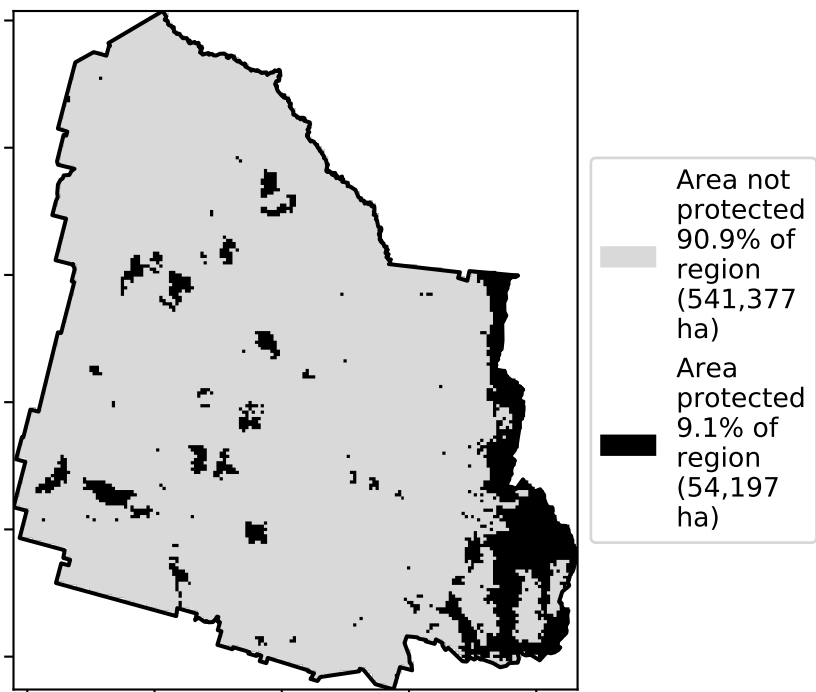 Area not
protected
90.9% of
region
(541,377
ha)
Area
protected
9.1% of
region
(54,197
ha)